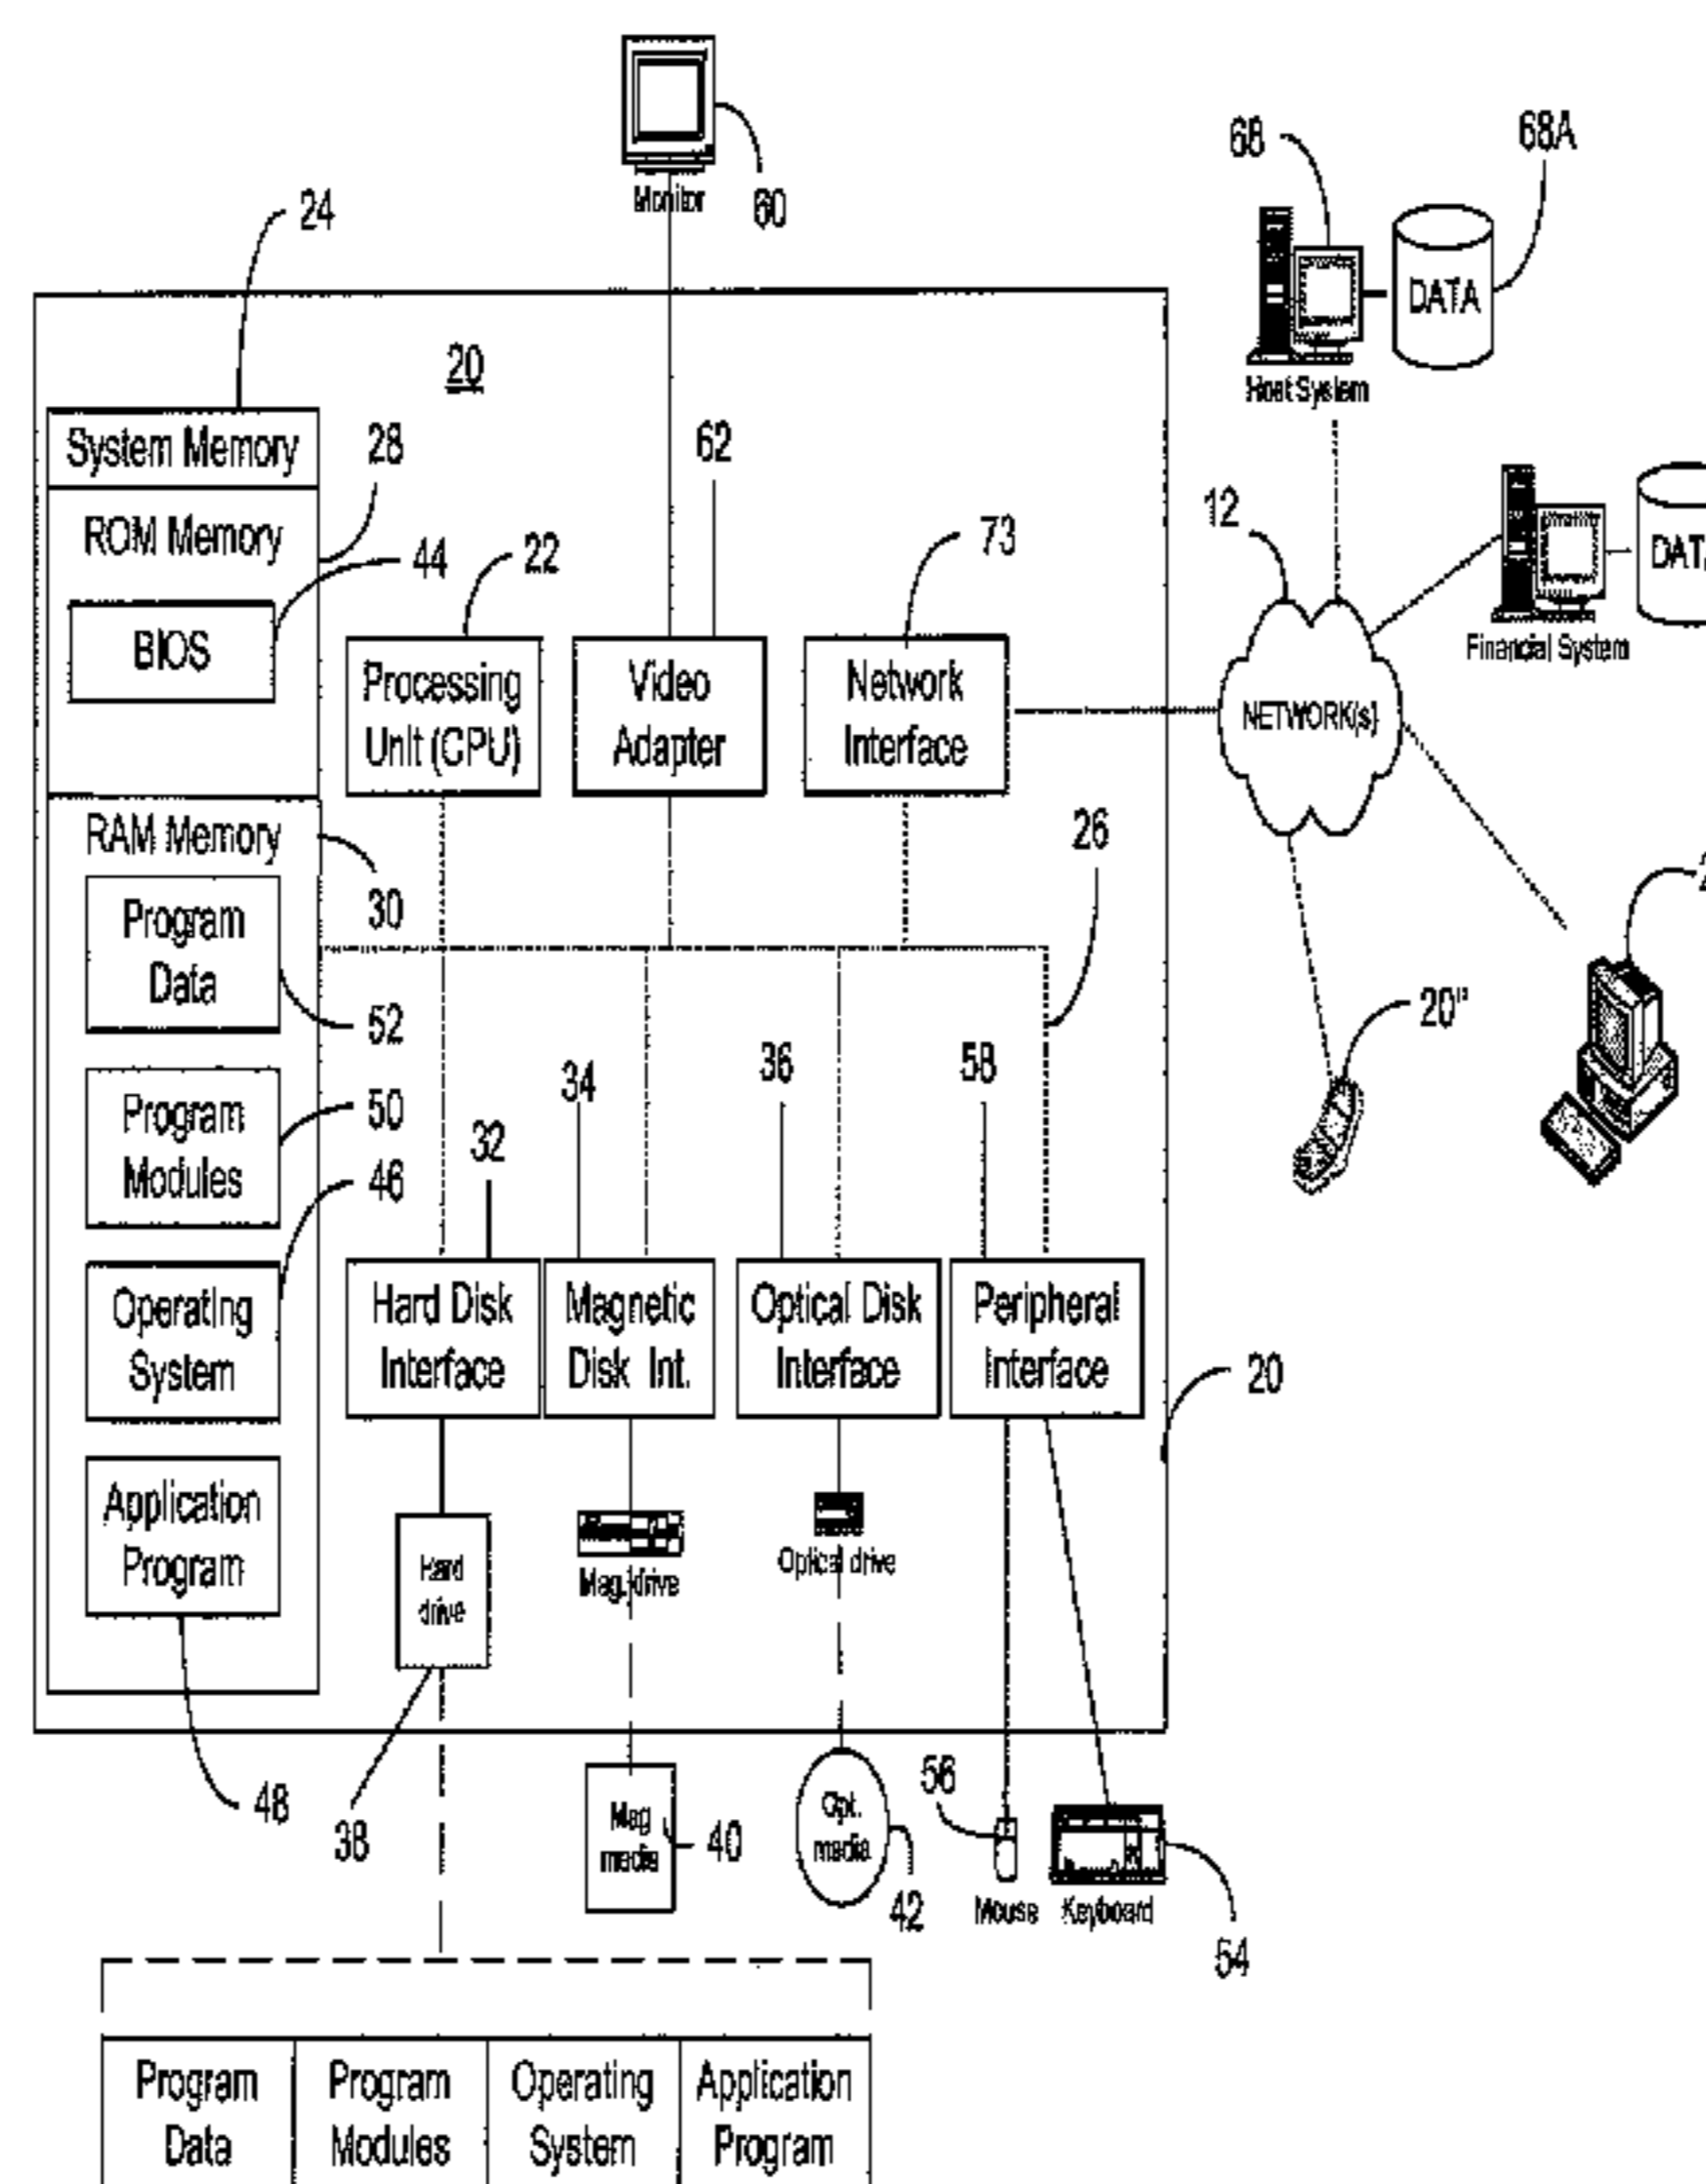 Monitor
60
68
68A
DATA
Host System
24
20
System Memory
28
62
ROM Memory
44
22
73
12
DAT
Financial System
BIOS
Processing
Unit (CPU)
Video
Adapter
Network
Interface
NETWORK(s)
RAM Memory
30
26
Program
Data
52
20"
34
36
58
Program
Modules
50
32
46
Operating
System
Hard Disk
Interface
Magnetic
Disk Int.
Optical Disk
Interface
Peripheral
Interface
20
Application
Program
Hard
drive
Mag. drive
Optical drive
48
38
Mag
media
40
Opt.
media
42
56
Mouse
Keyboard
54
Program
Data
Program
Modules
Operating
System
Application
Program